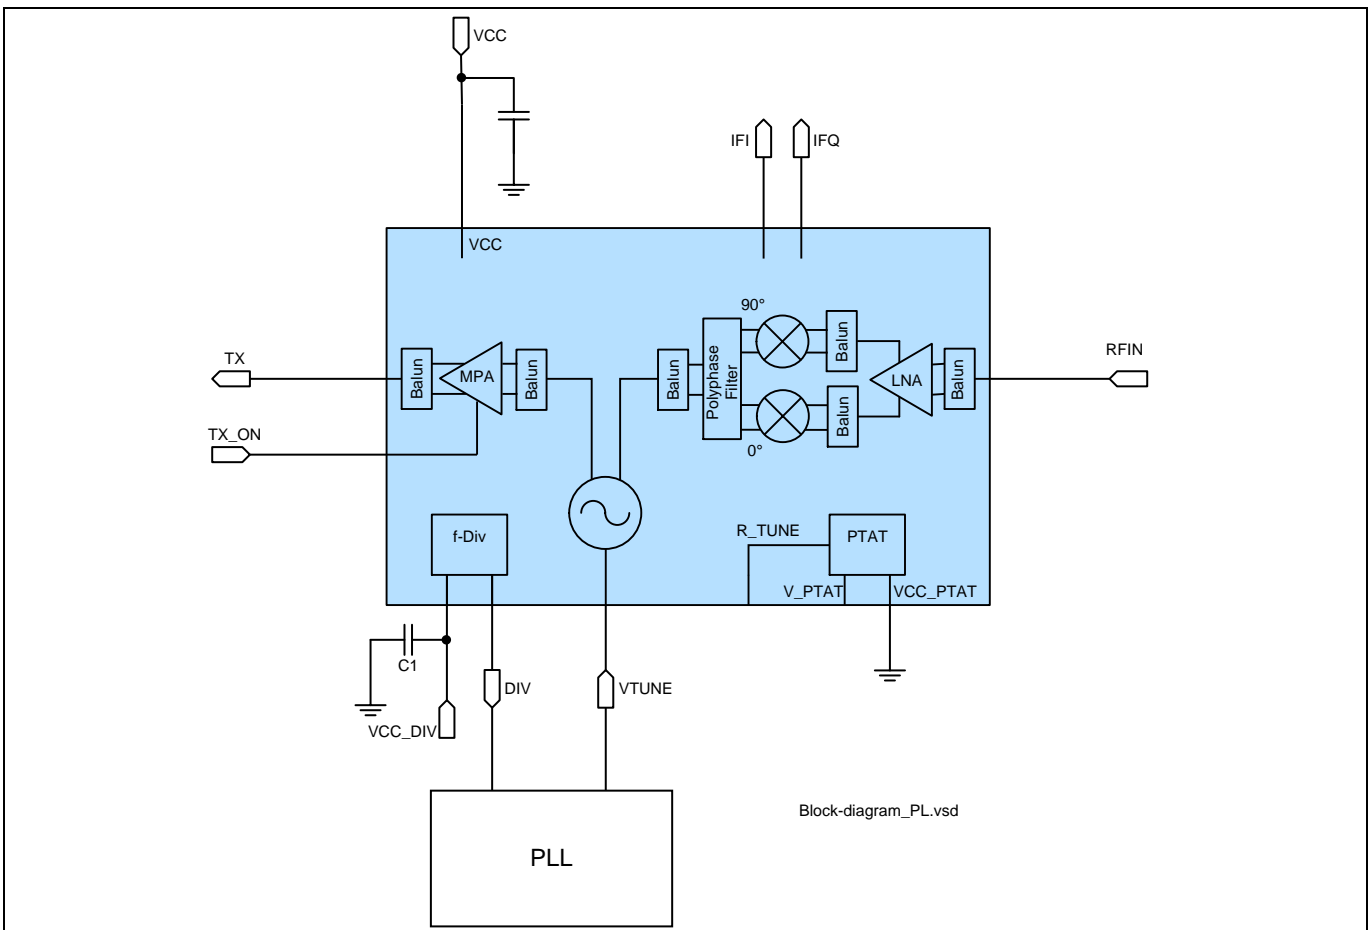 VCC
IFI
IFQ
VCC
90°
TX
Balun
MPA
Balun
Balun
Polyphase
Filter
Balun
LNA
Balun
RFIN
Balun
0°
TX_ON
f-Div
R_TUNE
PTAT
V_PTAT
VCC_PTAT
C1
DIV
VTUNE
VCC_DIV
Block-diagram_PL.vsd
PLL